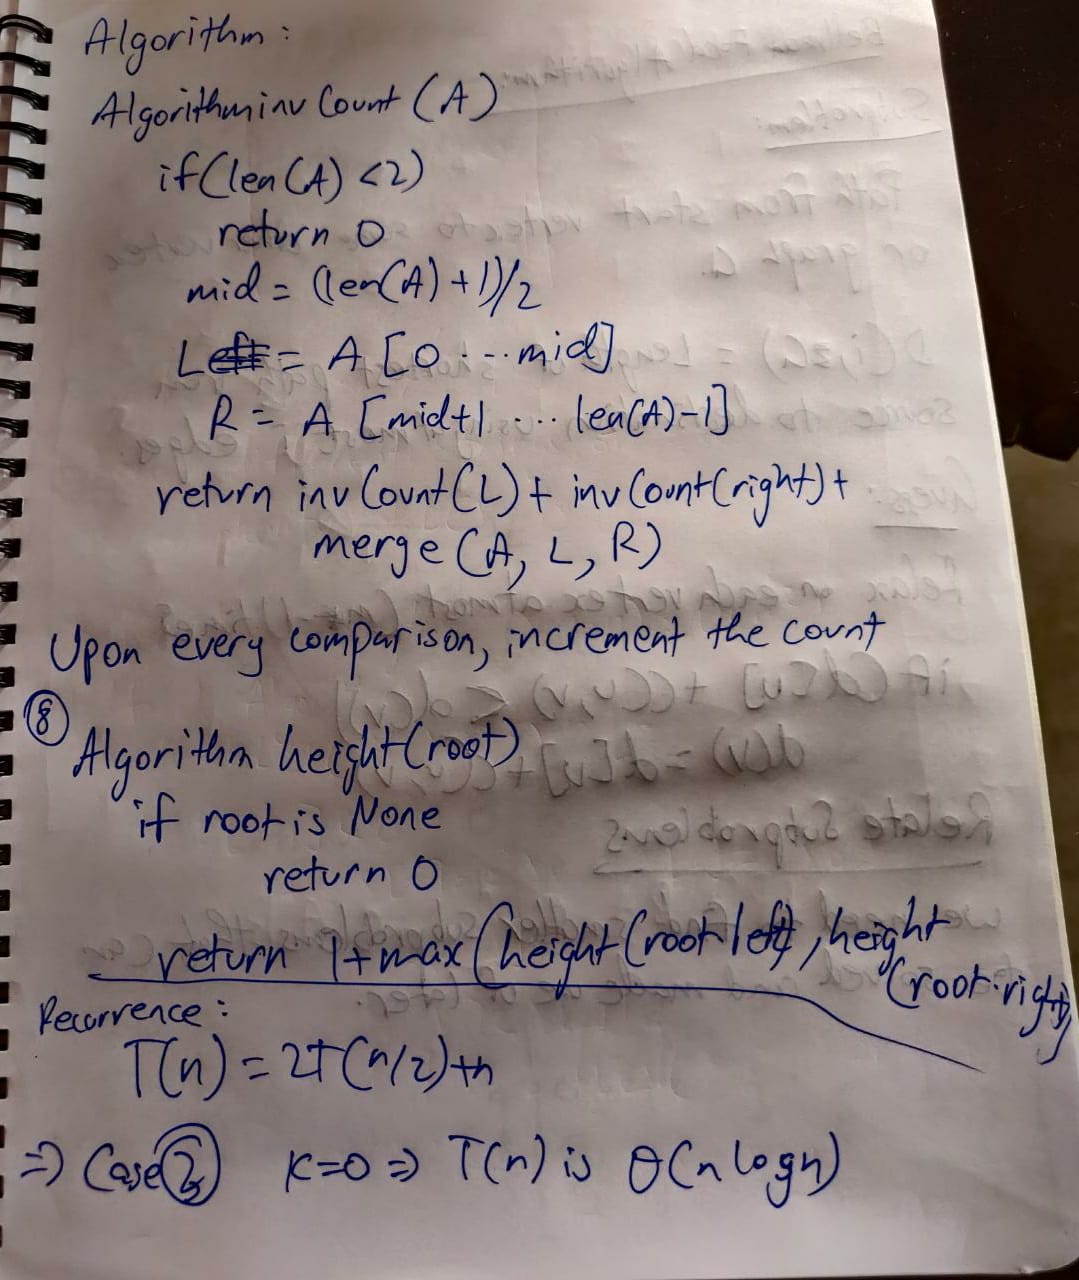 Algorithm:
Algorithm inv Count (A)
if (len(A) <2)
return 0
mid = (len(A) +1)/2
L = A [0 ... mid]
R = A [mid+1 ... len(A)-1]
return inv Count(L) + inv Count(right) +
merge (A, L, R)
Upon every comparison, increment the count
⑧
Algorithm height(root)
if root is None
return 0
return 1+max(height(root.left), height
(root.right)
Recurrence:
T(n) = 2T(n/2)+n
=> Case ② K=0 => T(n) is θ(n log n)